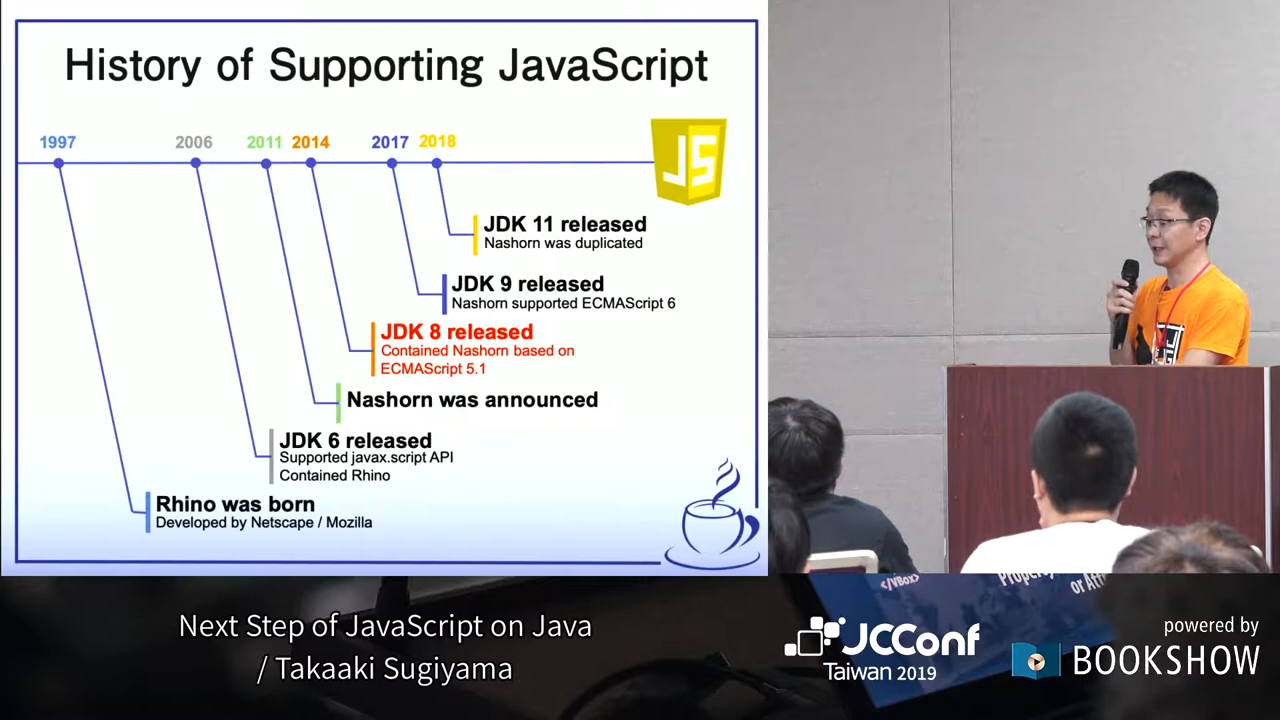 History of Supporting JavaScript
1997
2006
2011
2014
2017
2018
JS
JDK 11 released
Nashorn was duplicated
JDK 9 released
Nashorn supported ECMAScript 6
JDK 8 released
Contained Nashorn based on
ECMAScript 5.1
Nashorn was announced
JDK 6 released
Supported javax.script API
Contained Rhino
Rhino was born
Developed by Netscape / Mozilla
</VBox>
or
Next Step of JavaScript on Java
/ Takaaki Sugiyama
JCConf
Taiwan 2019
powered by
BOOKSHOW